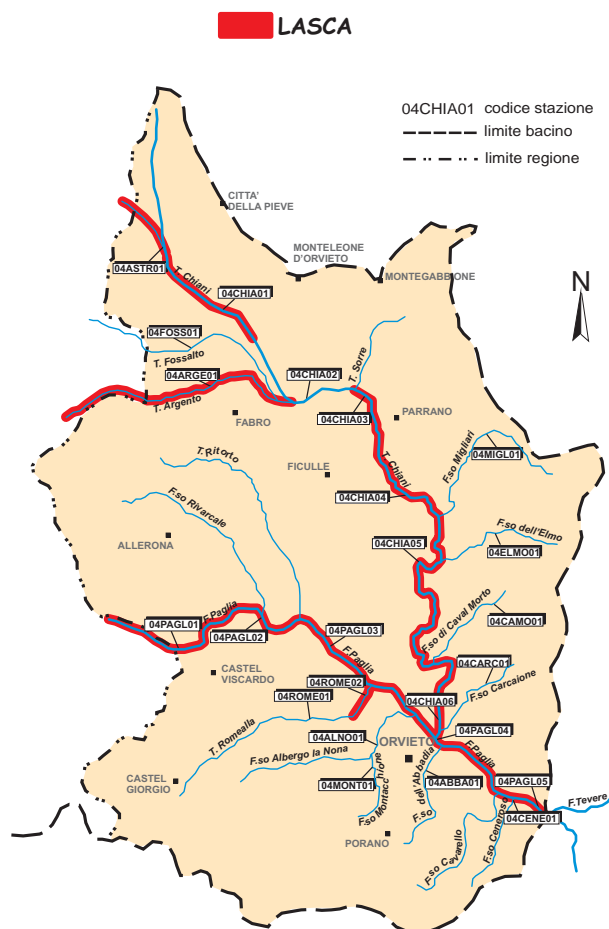 LASCA
04CHIA01 codice stazione
limite bacino
limite regione
CITTA'
DELLA PIEVE
MONTELEONE
D'ORVIETO
MONTEGABBIONE
N
04ASTR01
T. Chiani
04CHIA01
04FOSS01
T. Fossalto
04ARGE01
T. Argento
04CHIA02
T. Sorre
FABRO
04CHIA03
PARRANO
T.Ritorto
FICULLE
T. Chiani
F.so Migliari
04MIGL01
F.so Rivarcale
04CHIA04
ALLERONA
04CHIA05
F.so dell'Elmo
04ELMO01
F.so di Caval Morto
04CAMO01
04PAGL01
F.Paglia
04PAGL02
04PAGL03
F.Paglia
04CARC01
CASTEL
VISCARDO
04ROME02
04ROME01
F.so Carcaione
04CHIA06
T. Romealla
04ALNO01
ORVIETO
04PAGL04
F.so Albergo la Nona
F.Paglia
CASTEL
GIORGIO
04MONT01
F.so Montacchione
F.so dell'Abbadia
04ABBA01
04PAGL05
F.Tevere
04CENE01
PORANO
F.so Cavarello
F.so Ceneroso